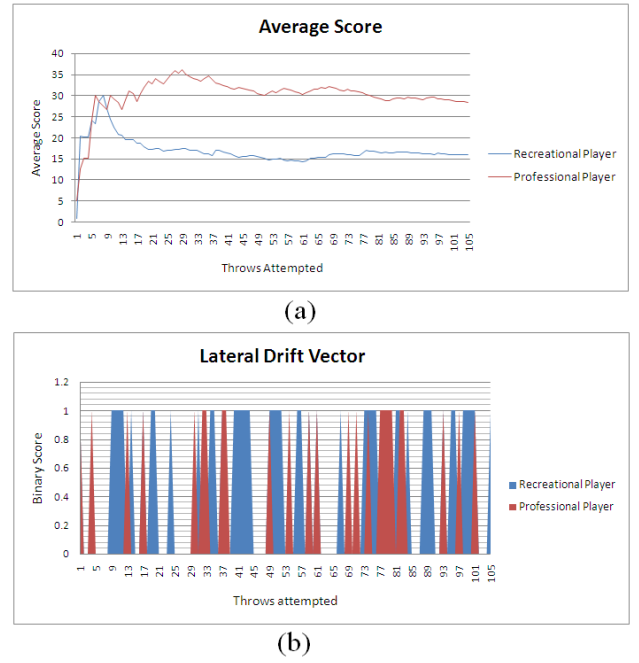 Average Score
40
35
30
25
20
15
10
5
0
Average Score
1 5 9 13 17 21 25 29 33 37 41 45 49 53 57 61 65 69 73 77 81 85 89 93 97 101 105
Throws Attempted
Recreational Player
Professional Player
(a)
Lateral Drift Vector
1.2
1
0.8
0.6
0.4
0.2
0
Binary Score
1 5 9 13 17 21 25 29 33 37 41 45 49 53 57 61 65 69 73 77 81 85 89 93 97 101 105
Throws attempted
Recreational Player
Professional Player
(b)